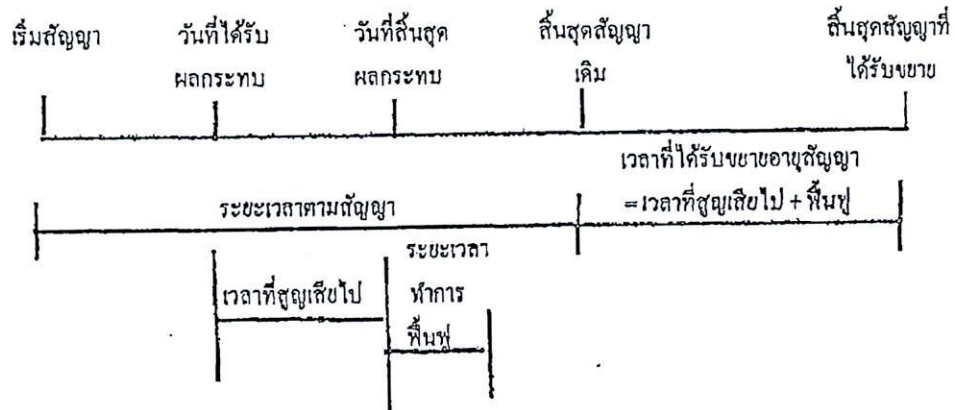 เริ่มสัญญา
วันที่ได้รับ
ผลกระทบ
วันที่สิ้นสุด
ผลกระทบ
สิ้นสุดสัญญา
เดิม
สิ้นสุดสัญญาที่
ได้รับขยาย
เวลาที่ได้รับขยายอายุสัญญา
=เวลาที่สูญเสียไป + ฟื้นฟู
ระยะเวลาตามสัญญา
เวลาที่สูญเสียไป
ระยะเวลา
ทำการ
ฟื้นฟู